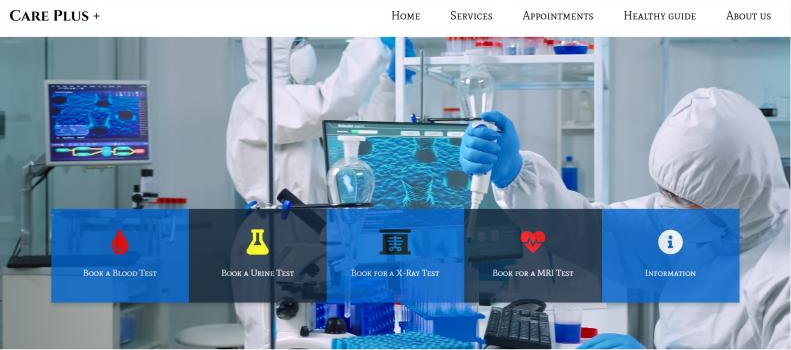 Care Plus +
Home Services Appointments Healthy guide About us
Book a Blood Test
Book a Urine Test
Book for a X-Ray Test
Book for a MRI Test
Information